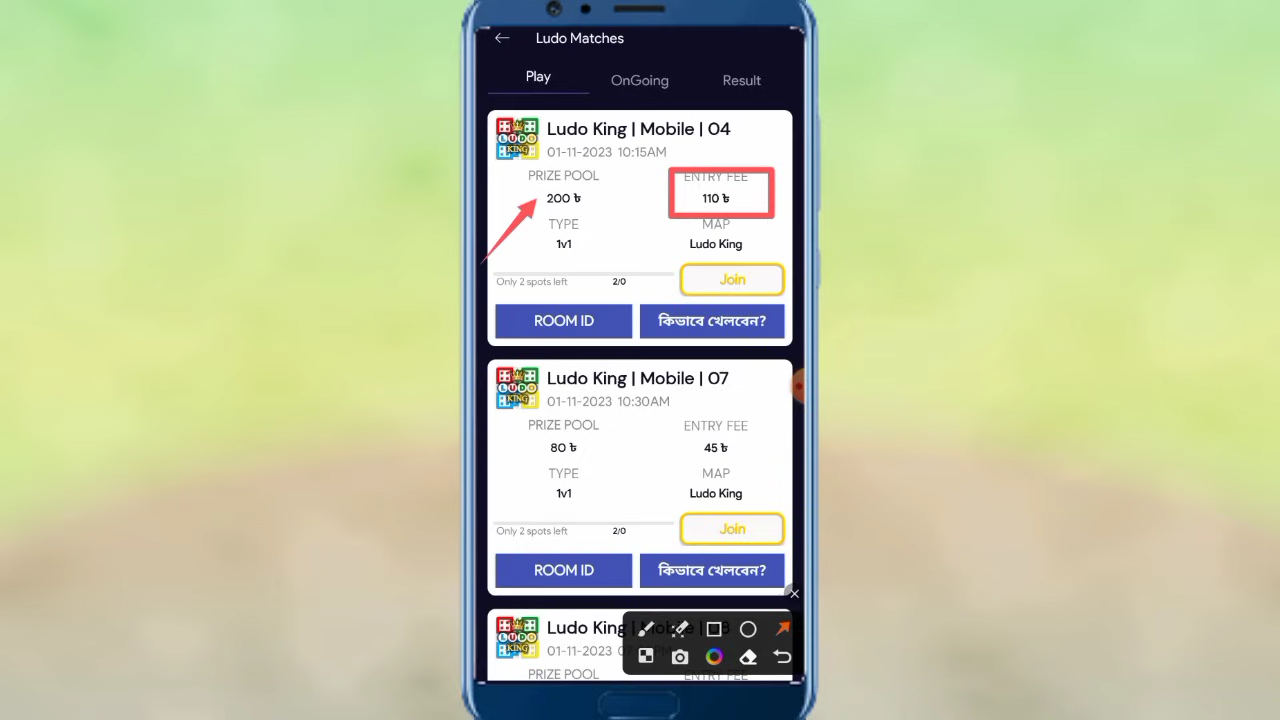 Ludo Matches
Play OnGoing Result
Ludo King | Mobile | 04
01-11-2023 10:15AM
PRIZE POOL ENTRY FEE
200 ৳ 110 ৳
TYPE MAP
1v1 Ludo King
Only 2 spots left 2/0 Join
ROOM ID কিভাবে খেলবেন?
Ludo King | Mobile | 07
01-11-2023 10:30AM
PRIZE POOL ENTRY FEE
80 ৳ 45 ৳
TYPE MAP
1v1 Ludo King
Only 2 spots left 2/0 Join
ROOM ID কিভাবে খেলবেন?
Ludo King | Mobile
01-11-2023
PRIZE POOL ENTRY FEE